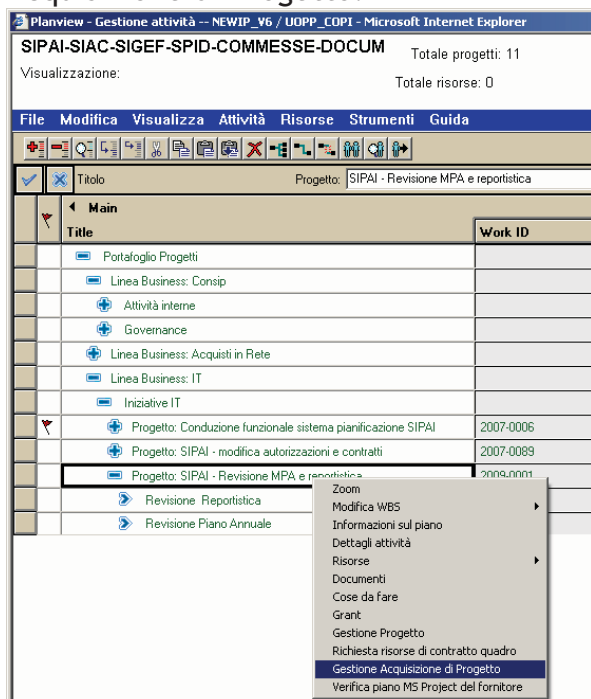 Planview - Gestione attività -- NEWIP_V6 / UOPP_COPI - Microsoft Internet Explorer
SIPAI-SIAC-SIGEF-SPID-COMMESSE-DOCUM
Totale progetti: 11
Visualizzazione:
Totale risorse: 0
File Modifica Visualizza Attività Risorse Strumenti Guida
Titolo Progetto: SIPAI - Revisione MPA e reportistica
Main
Title Work ID
Portafoglio Progetti
Linea Business: Consip
Attività interne
Governance
Linea Business: Acquisti in Rete
Linea Business: IT
Iniziative IT
Progetto: Conduzione funzionale sistema pianificazione SIPAI 2007-0006
Progetto: SIPAI - modifica autorizzazioni e contratti 2007-0089
Progetto: SIPAI - Revisione MPA e reportistica 2009-0001
Revisione Reportistica
Revisione Piano Annuale
Zoom
Modifica WBS
Informazioni sul piano
Dettagli attività
Risorse
Documenti
Cose da fare
Grant
Gestione Progetto
Richiesta risorse di contratto quadro
Gestione Acquisizione di Progetto
Verifica piano MS Project del fornitore